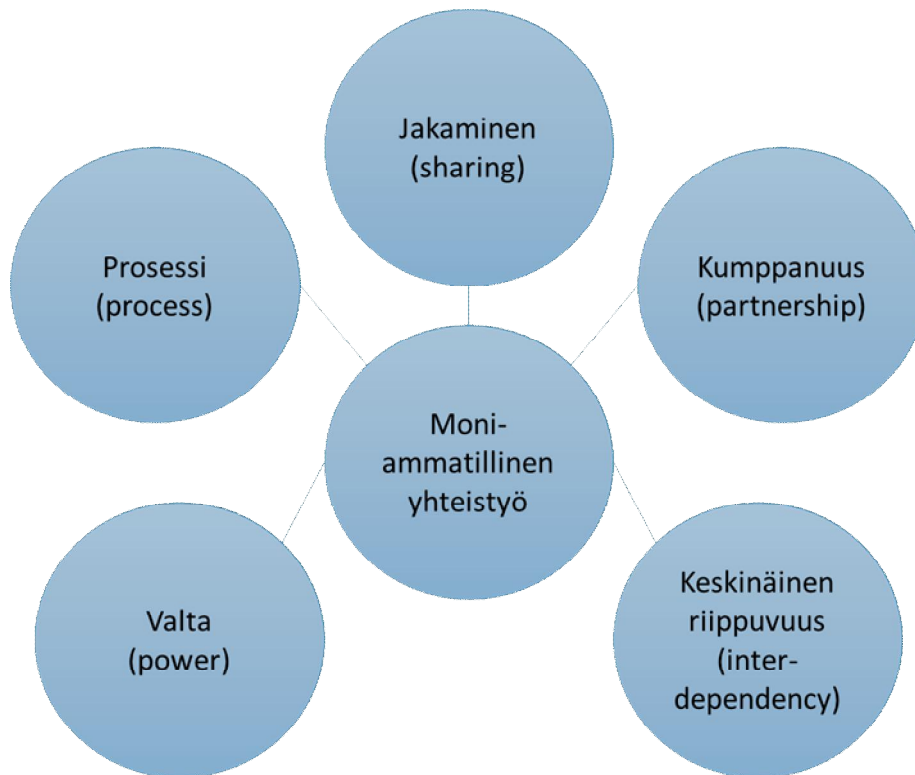 Jakaminen
(sharing)
Prosessi
(process)
Kumppanuus
(partnership)
Moni-
ammatillinen
yhteistyö
Valta
(power)
Keskinäinen
riippuvuus
(inter-
dependency)